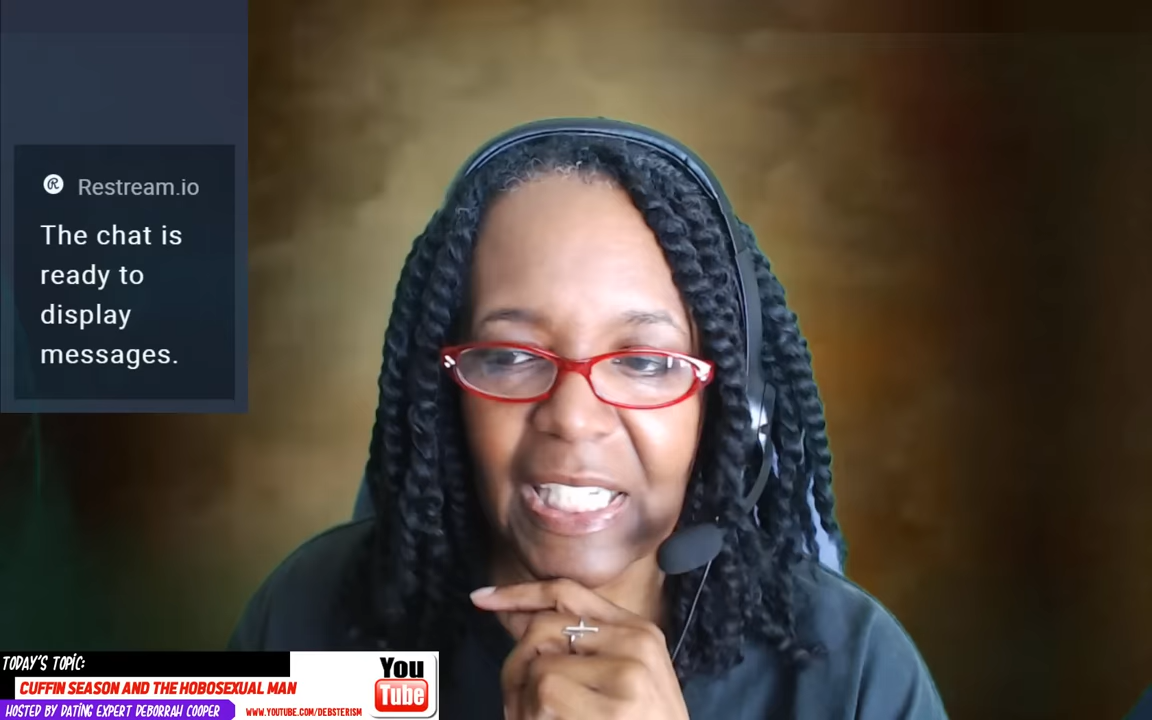 Restream.io
The chat is
ready to
display
messages.
TODAY'S TOPIC:
CUFFIN SEASON AND THE HOBOSEXUAL MAN
HOSTED BY DATING EXPERT DEBORRAH COOPER
WWW.YOUTUBE.COM/DEBSTERISM
You
Tube